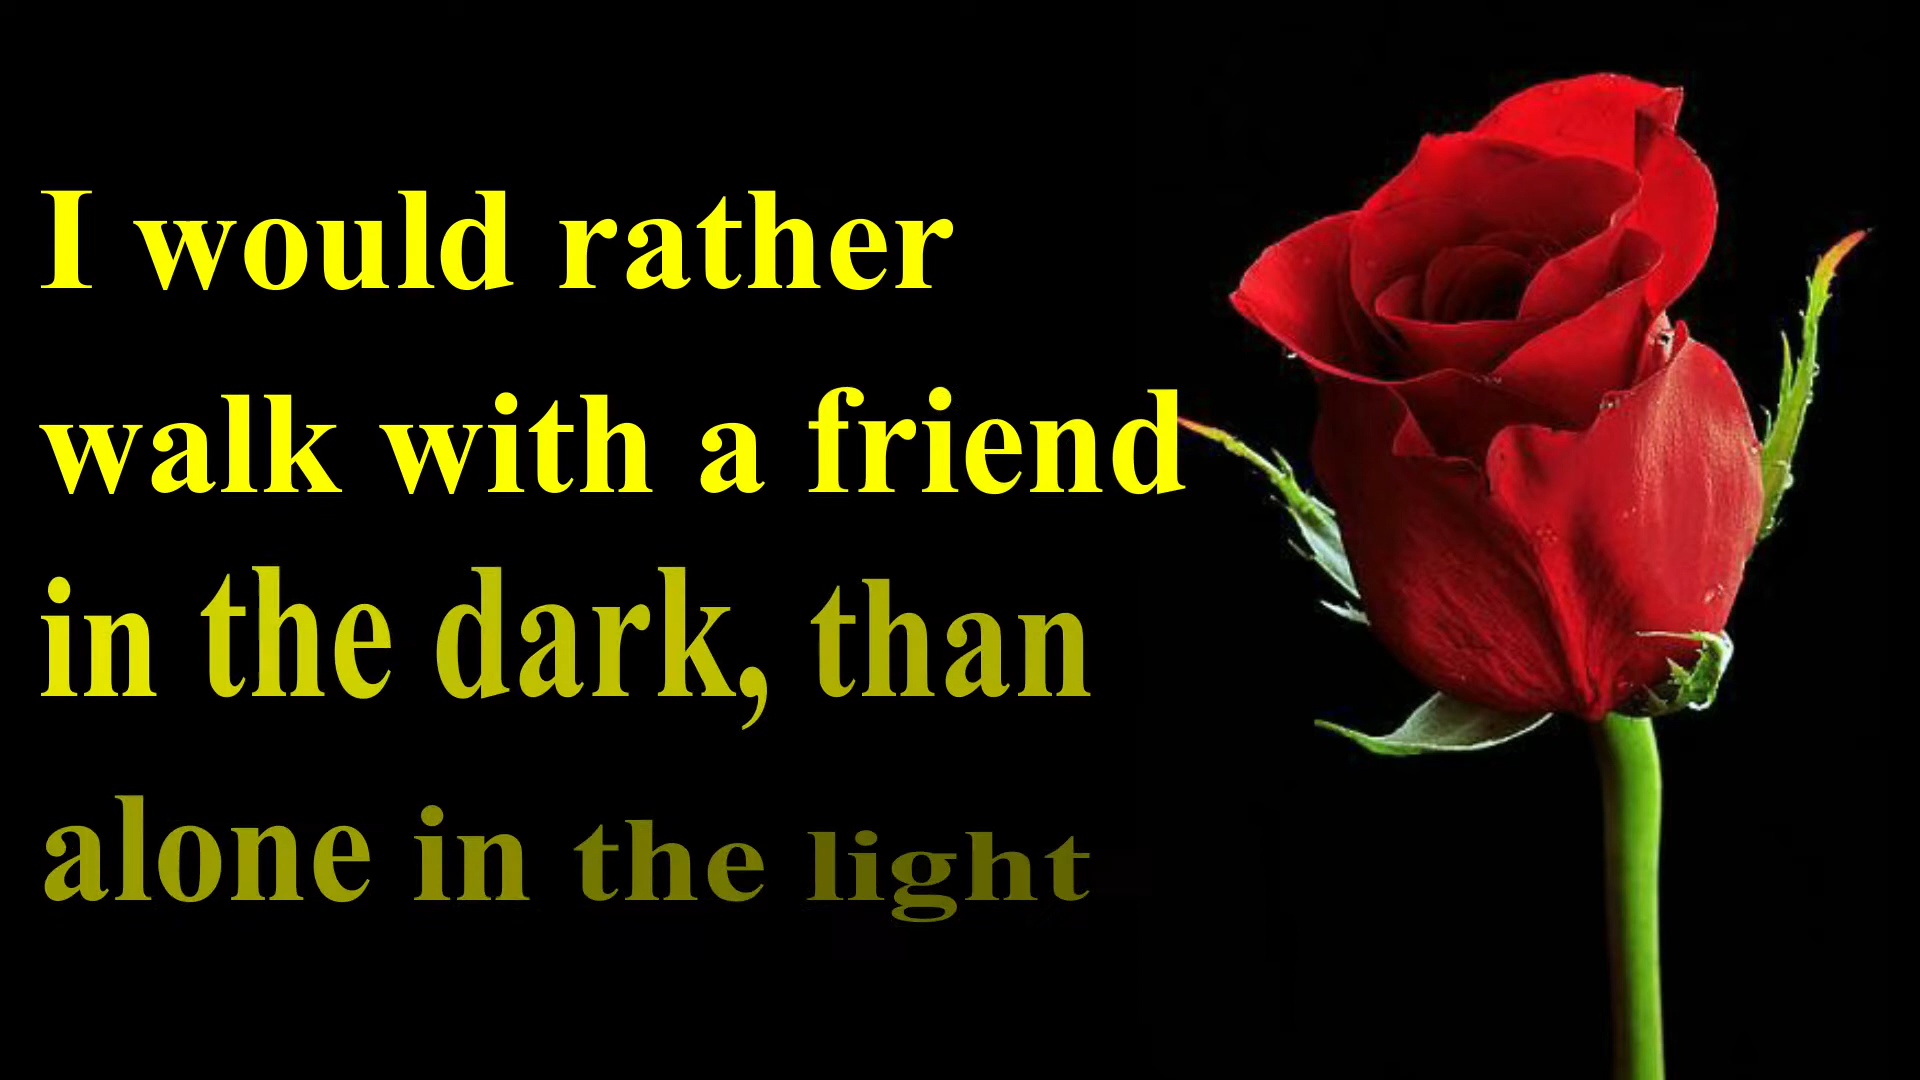 I would rather
walk with a friend
in the dark, than
alone in the light